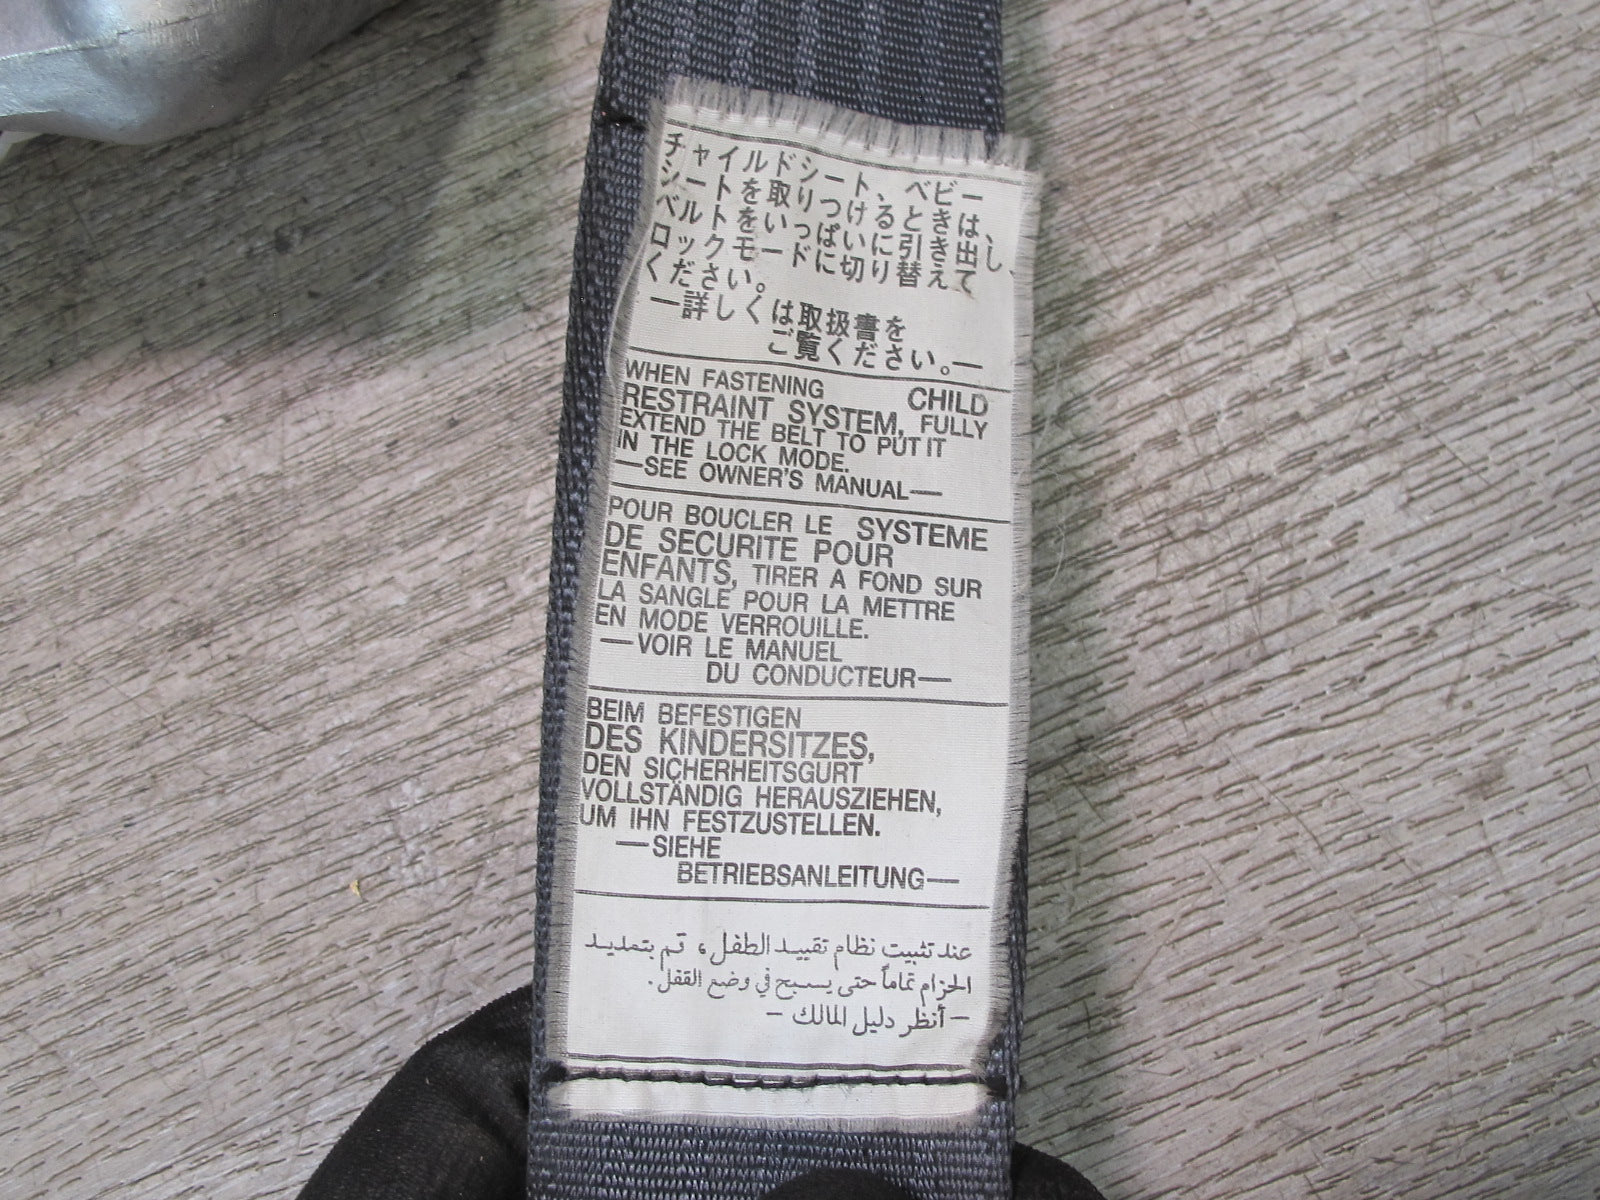 チャイルドシート、ベビー
シートを取りつけるときは、
ベルトをいっぱいに引き出し、
ロックモードに切り替えて
ください。
―詳しくは取扱書を
ご覧ください。―
WHEN FASTENING CHILD
RESTRAINT SYSTEM, FULLY
EXTEND THE BELT TO PUT IT
IN THE LOCK MODE.
—SEE OWNER'S MANUAL—
POUR BOUCLER LE SYSTEME
DE SECURITE POUR
ENFANTS, TIRER A FOND SUR
LA SANGLE POUR LA METTRE
EN MODE VERROUILLE.
—VOIR LE MANUEL
DU CONDUCTEUR—
BEIM BEFESTIGEN
DES KINDERSITZES,
DEN SICHERHEITSGURT
VOLLSTÄNDIG HERAUSZIEHEN,
UM IHN FESTZUSTELLEN.
—SIEHE
BETRIEBSANLEITUNG—
عند تثبيت نظام تقييد الطفل، قم بتمديد
الحزام تماماً حتى يسبح في وضع القفل.
– أنظر دليل المالك –